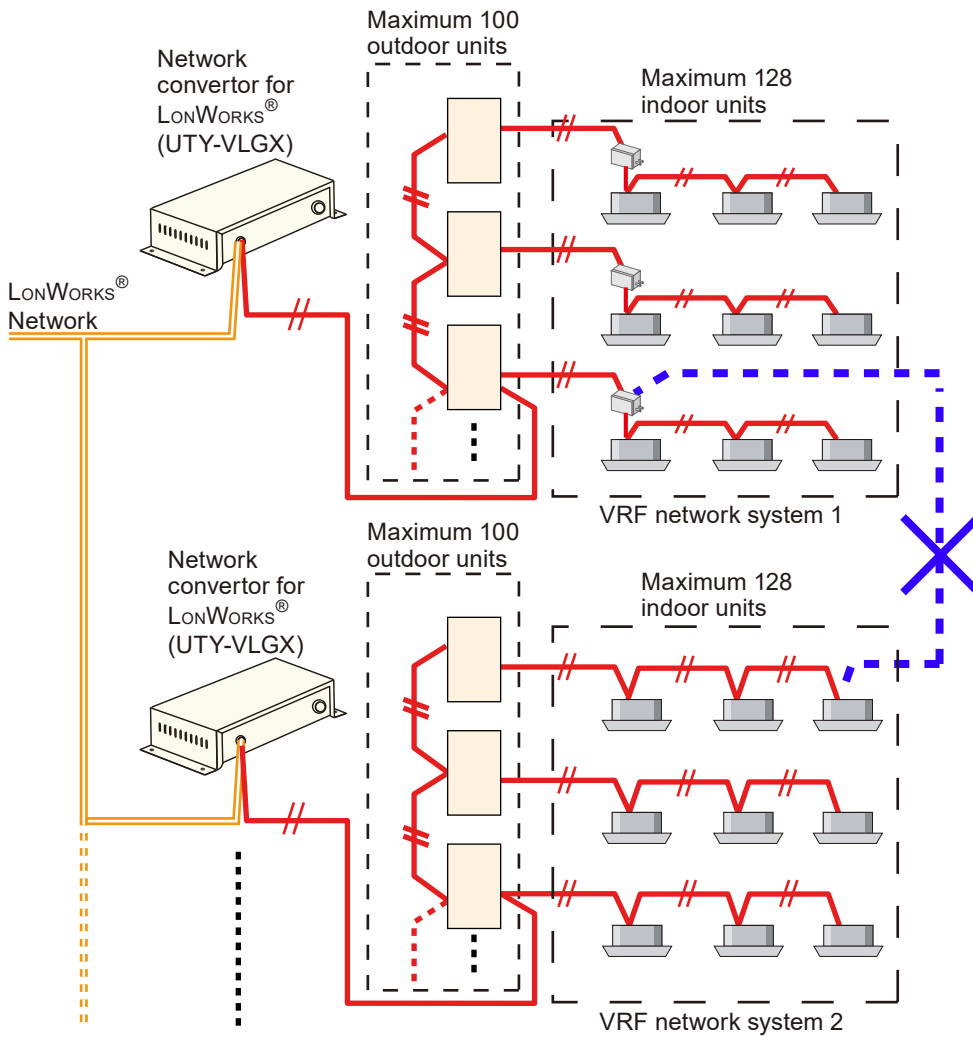 Maximum 100
outdoor units
Network
convertor for
LONWORKS®
(UTY-VLGX)
Maximum 128
indoor units
LONWORKS®
Network
VRF network system 1
Maximum 100
outdoor units
Network
convertor for
LONWORKS®
(UTY-VLGX)
Maximum 128
indoor units
VRF network system 2